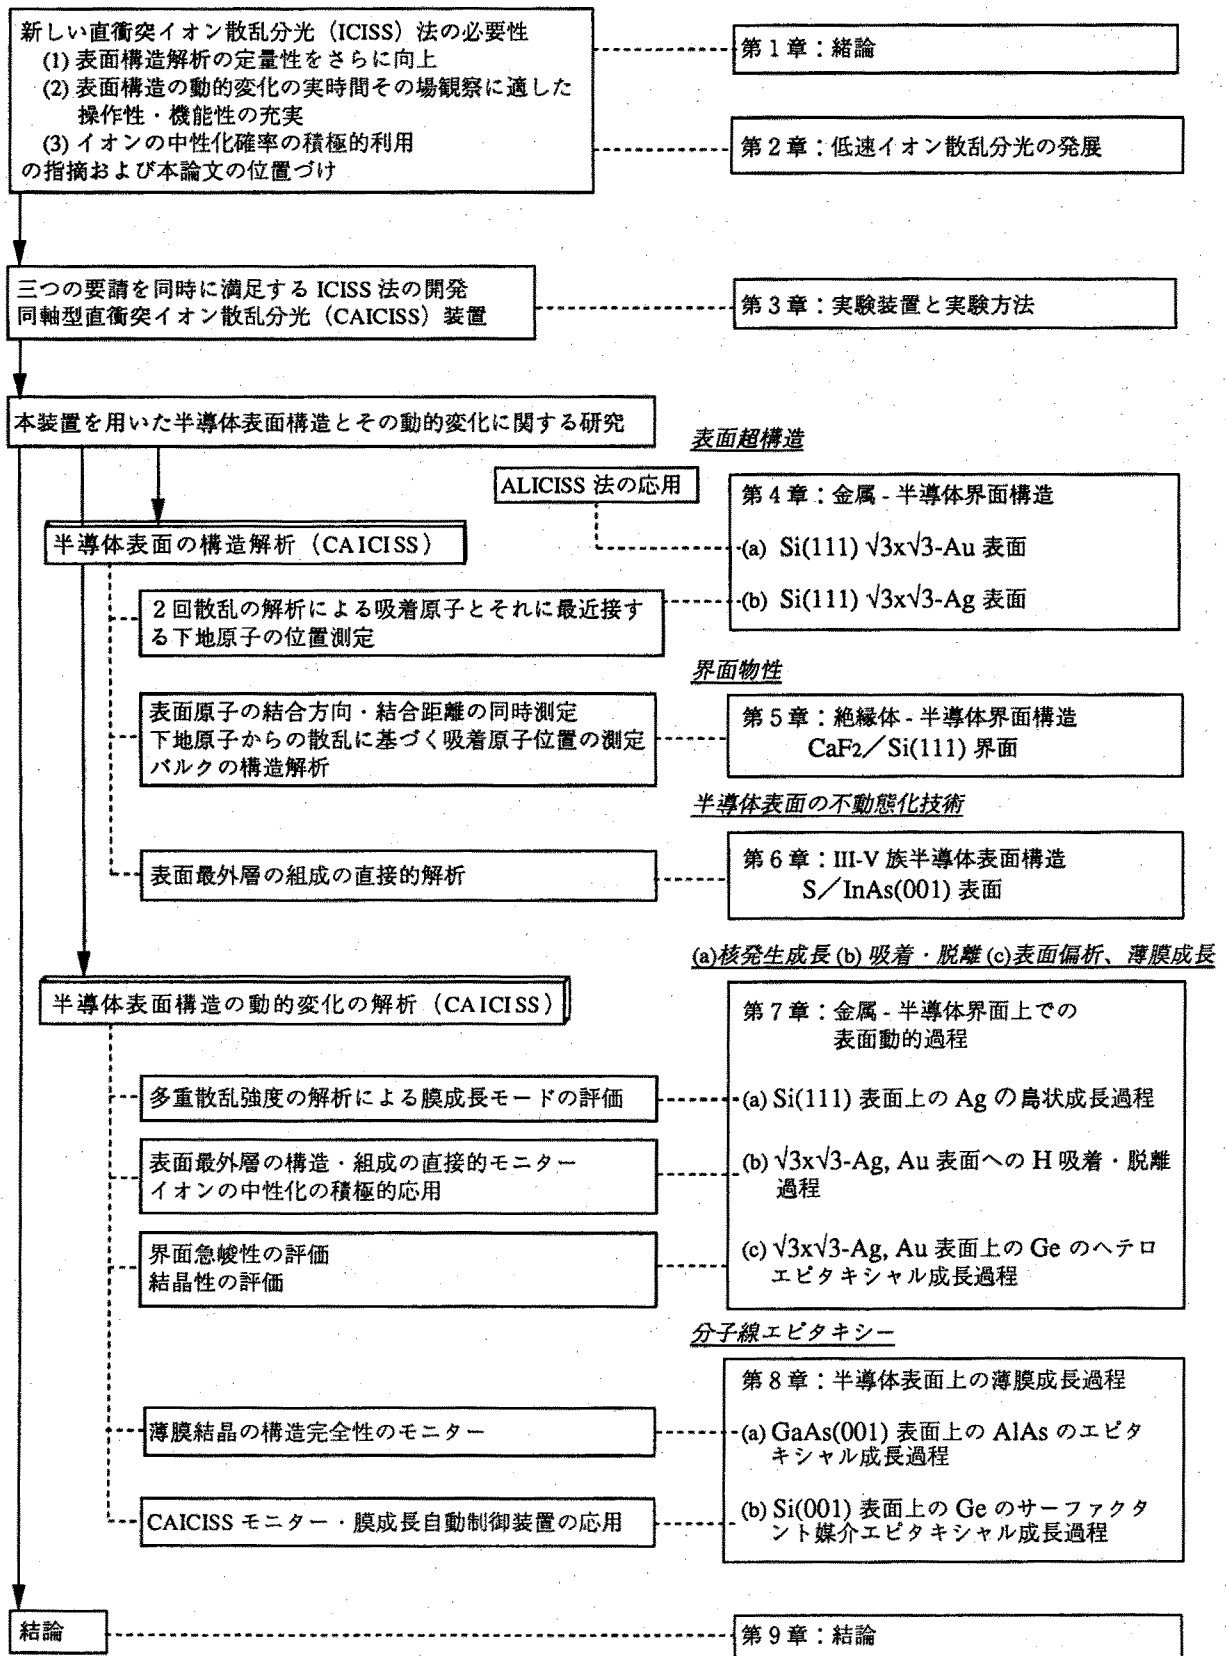 新しい直衝突イオン散乱分光（ICISS）法の必要性
(1) 表面構造解析の定量性をさらに向上
(2) 表面構造の動的変化の実時間その場観察に適した
操作性・機能性の充実
(3) イオンの中性化確率の積極的利用
の指摘および本論文の位置づけ
第1章：緒論
第2章：低速イオン散乱分光の発展
三つの要請を同時に満足する ICISS 法の開発
同軸型直衝突イオン散乱分光（CAICISS）装置
第3章：実験装置と実験方法
本装置を用いた半導体表面構造とその動的変化に関する研究
表面超構造
ALICISS 法の応用
第4章：金属 - 半導体界面構造
(a) Si(111) √3x√3-Au 表面
(b) Si(111) √3x√3-Ag 表面
半導体表面の構造解析（CAICISS）
2回散乱の解析による吸着原子とそれに最近接す
る下地原子の位置測定
界面物性
表面原子の結合方向・結合距離の同時測定
下地原子からの散乱に基づく吸着原子位置の測定
バルクの構造解析
第5章：絶縁体 - 半導体界面構造
CaF2／Si(111) 界面
半導体表面の不動態化技術
表面最外層の組成の直接的解析
第6章：III-V 族半導体表面構造
S／InAs(001) 表面
(a)核発生成長 (b) 吸着・脱離 (c)表面偏析、薄膜成長
半導体表面構造の動的変化の解析（CAICISS）
第7章：金属 - 半導体界面上での
表面動的過程
多重散乱強度の解析による膜成長モードの評価
(a) Si(111) 表面上の Ag の島状成長過程
表面最外層の構造・組成の直接的モニター
イオンの中性化の積極的応用
(b) √3x√3-Ag, Au 表面への H 吸着・脱離
過程
界面急峻性の評価
結晶性の評価
(c) √3x√3-Ag, Au 表面上の Ge のヘテロ
エピタキシャル成長過程
分子線エピタキシー
第8章：半導体表面上の薄膜成長過程
薄膜結晶の構造完全性のモニター
(a) GaAs(001) 表面上の AlAs のエピタ
キシャル成長過程
CAICISS モニター・膜成長自動制御装置の応用
(b) Si(001) 表面上の Ge のサーファクタ
ント媒介エピタキシャル成長過程
結論
第9章：結論